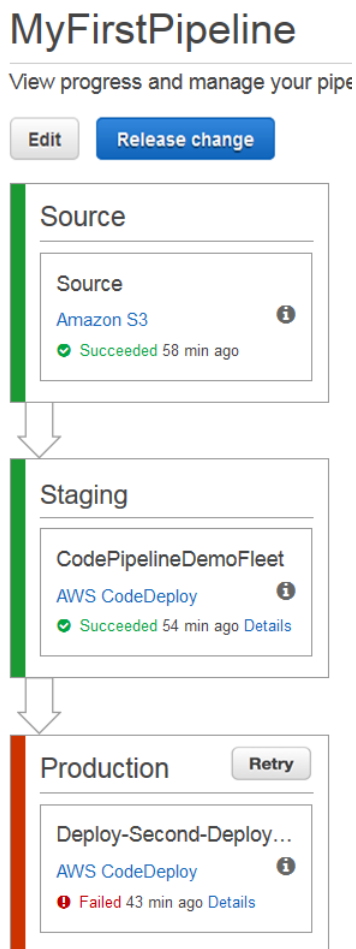 MyFirstPipeline
View progress and manage your pipe
Edit
Release change
Source
Source
Amazon S3
Succeeded 58 min ago
Staging
CodePipelineDemoFleet
AWS CodeDeploy
Succeeded 54 min ago Details
Production
Retry
Deploy-Second-Deploy...
AWS CodeDeploy
Failed 43 min ago Details